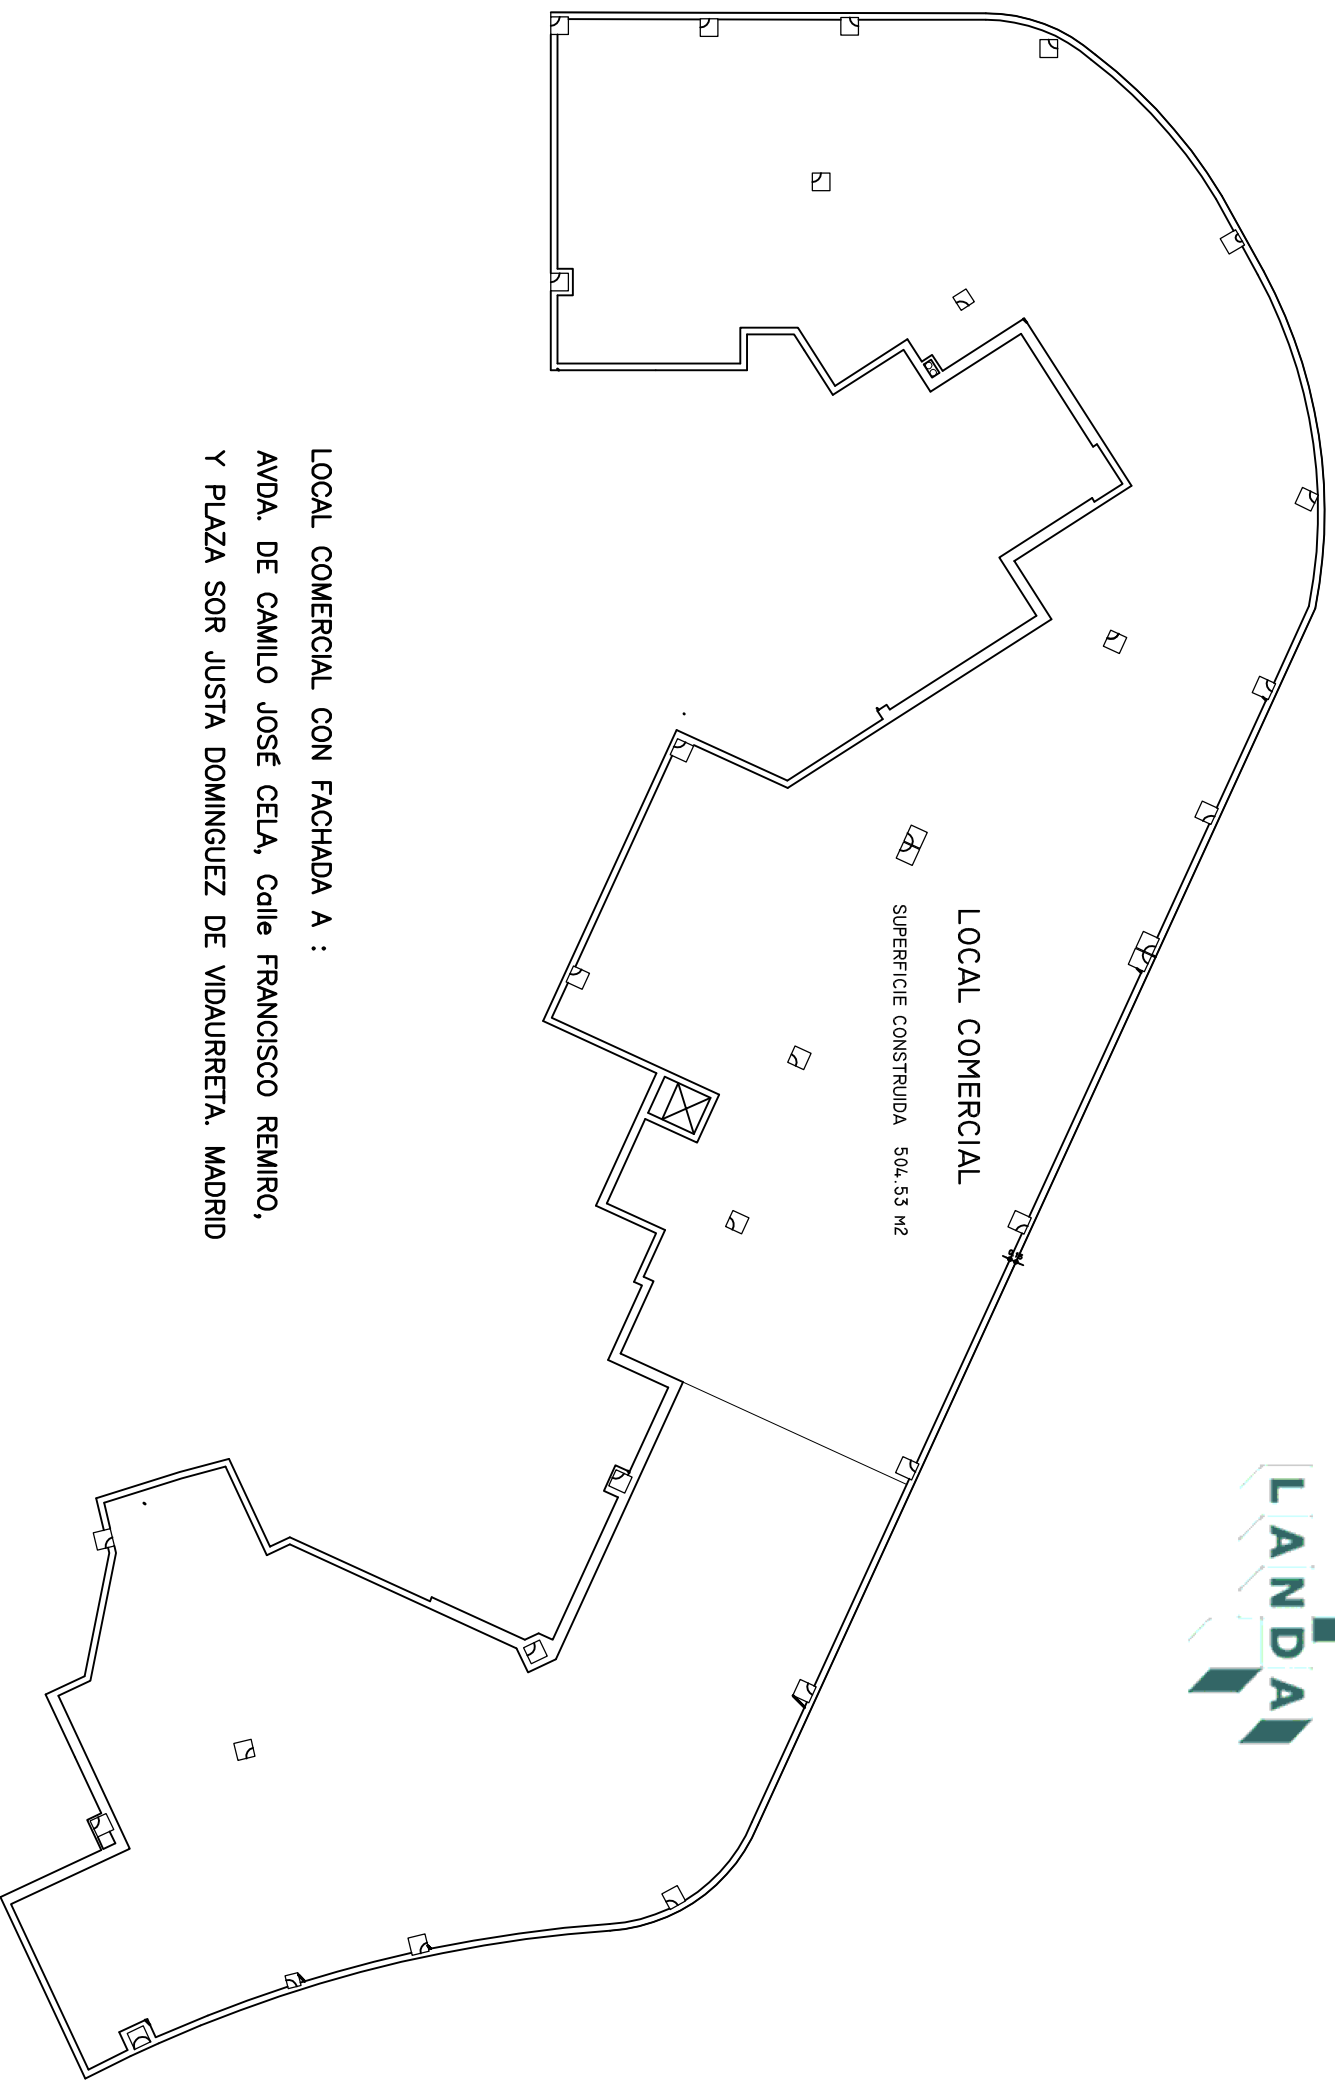 LANDA
LOCAL COMERCIAL
SUPERFICIE CONSTRUIDA 504.53 M2
LOCAL COMERCIAL CON FACHADA A :
AVDA. DE CAMILO JOSÉ CELA, Calle FRANCISCO REMIRO,
Y PLAZA SOR JUSTA DOMINGUEZ DE VIDAURRETA. MADRID